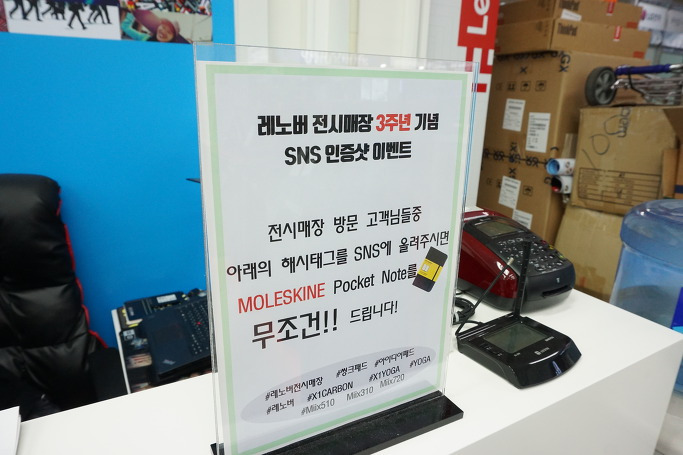 레노버 전시매장 3주년 기념
SNS 인증샷 이벤트
전시매장 방문 고객님들중
아래의 해시태그를 SNS에 올려주시면
MOLESKINE Pocket Note를
무조건!! 드립니다!
#레노버전시매장 #씽크패드 #아이디어패드
#레노버 #X1CARBON #X1YOGA #YOGA
#Miix510 Miix310 Miix720
Le
ThinkPad